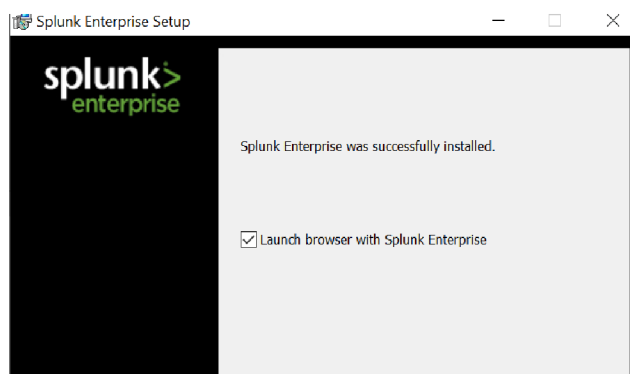 Splunk Enterprise Setup
splunk>
enterprise
Splunk Enterprise was successfully installed.
Launch browser with Splunk Enterprise